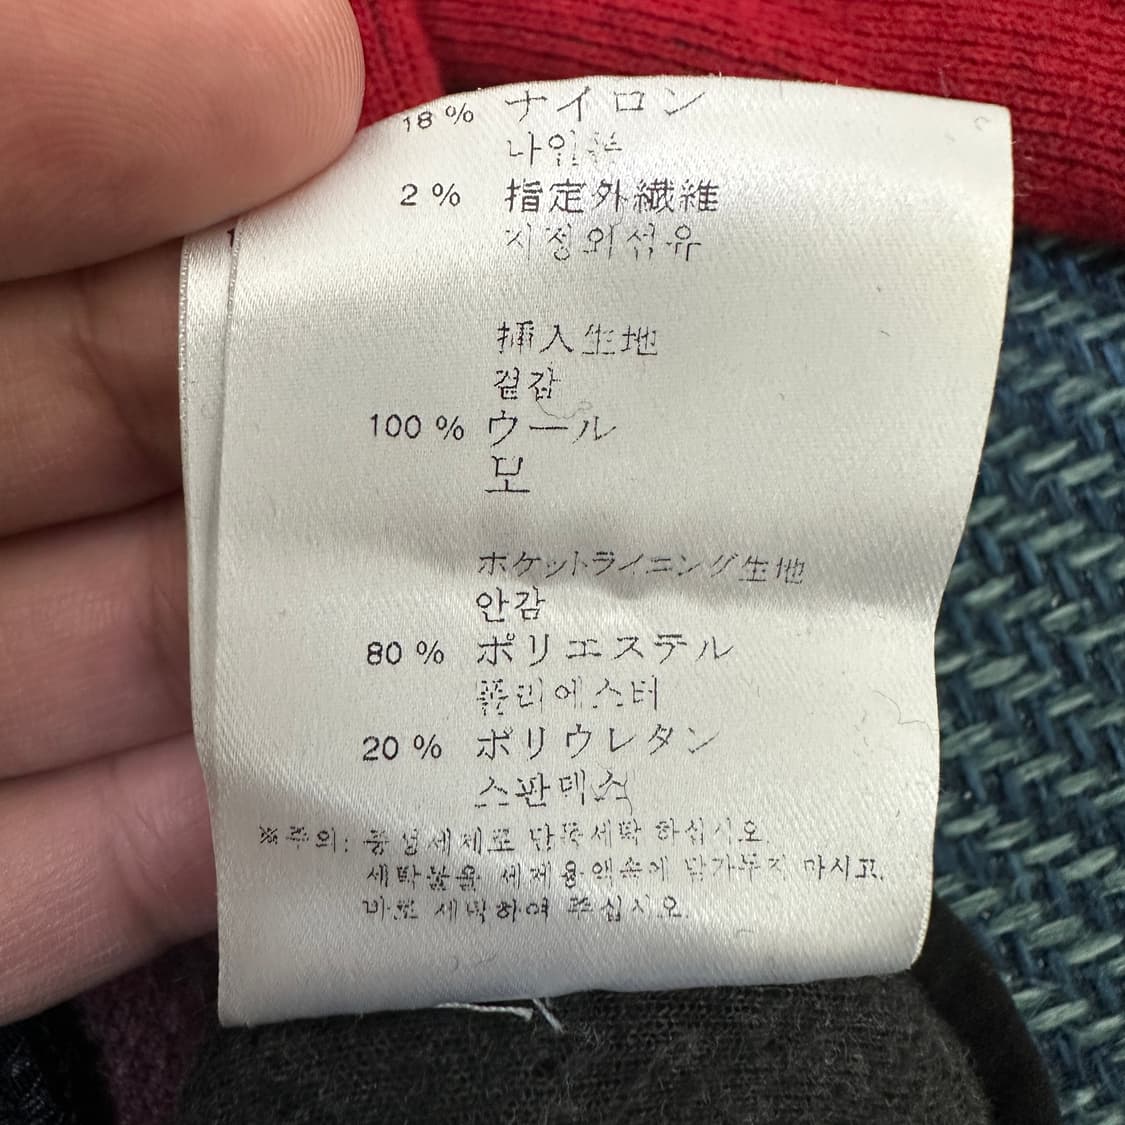 18 % ナイロン
나일론
2 % 指定外繊維
지정외섬유
挿入生地
겉감
100 % ウール
모
ポケットライニング生地
안감
80 % ポリエステル
폴리에스터
20 % ポリウレタン
스판덱스
※주의: 중성세제로 단독세탁 하십시오.
세탁물을 세제용액속에 담가두지 마시고,
바로 세탁하여 주십시오.